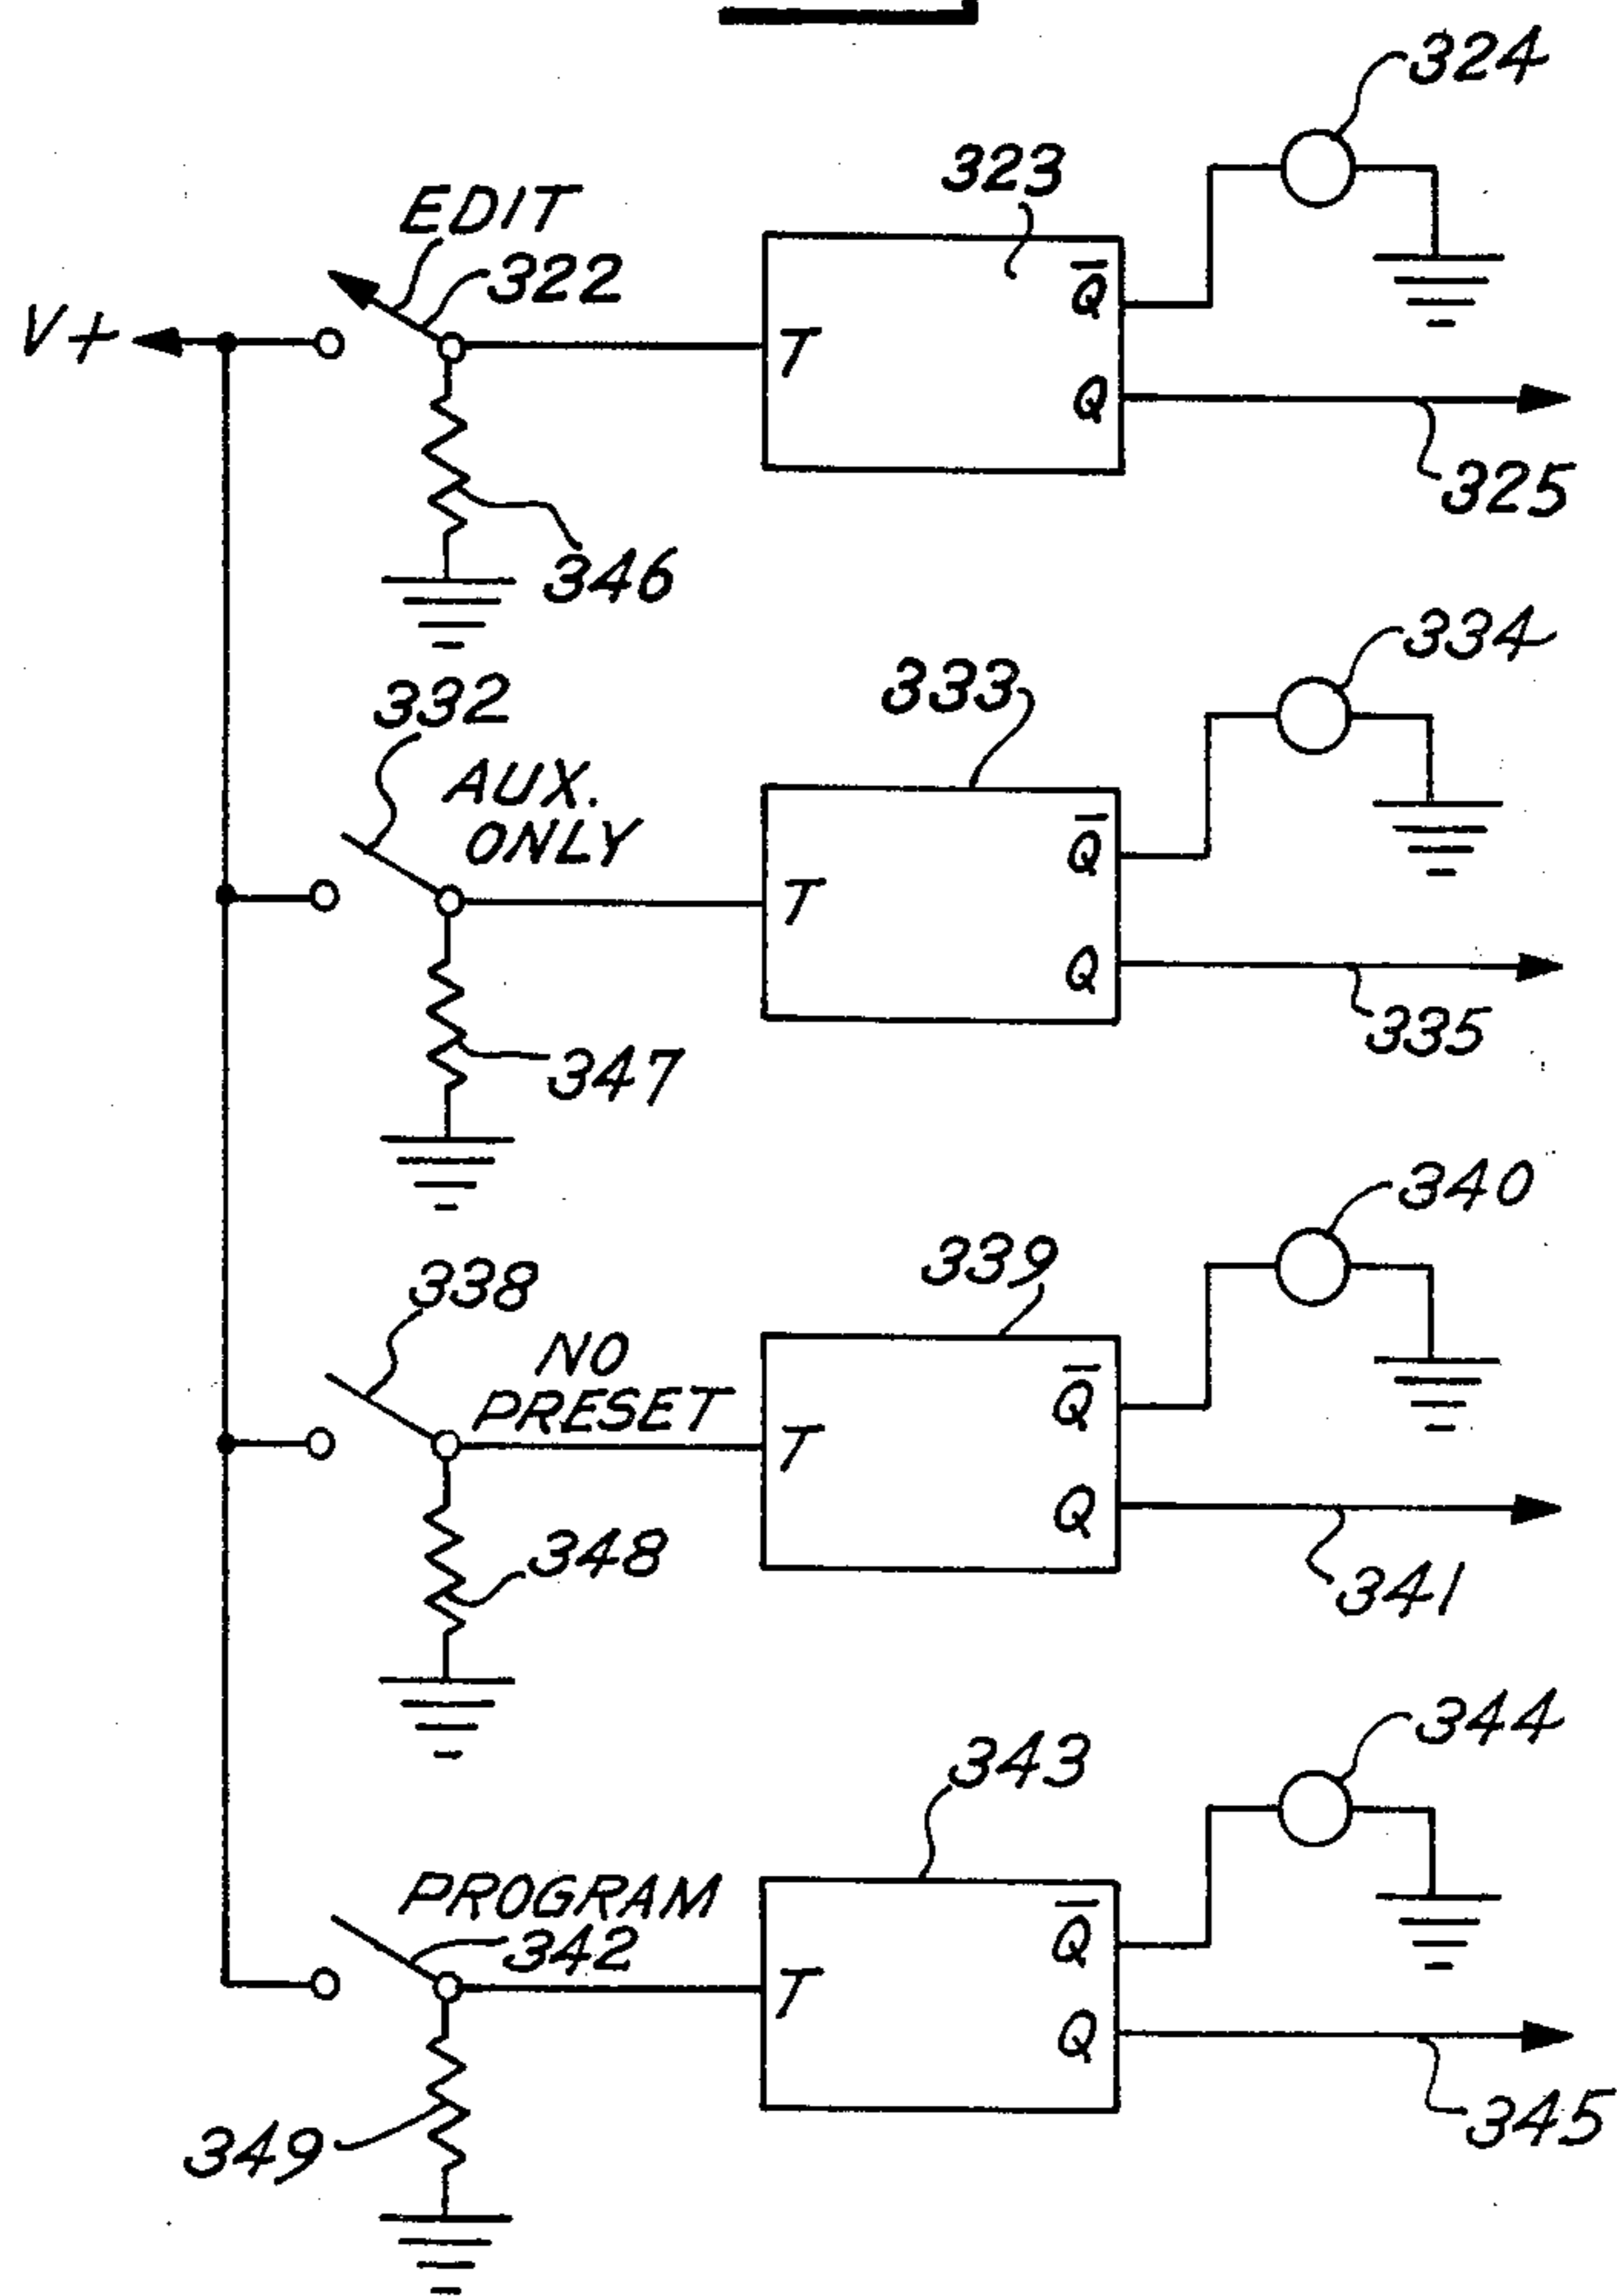 324
323
EDIT
322
V+
T
Q̅
Q
325
346
334
333
332
AUX.
ONLY
T
Q̅
Q
335
347
340
339
338
NO
PRESET
T
Q̅
Q
348
341
344
343
PROGRAM
342
T
Q̅
Q
349
345